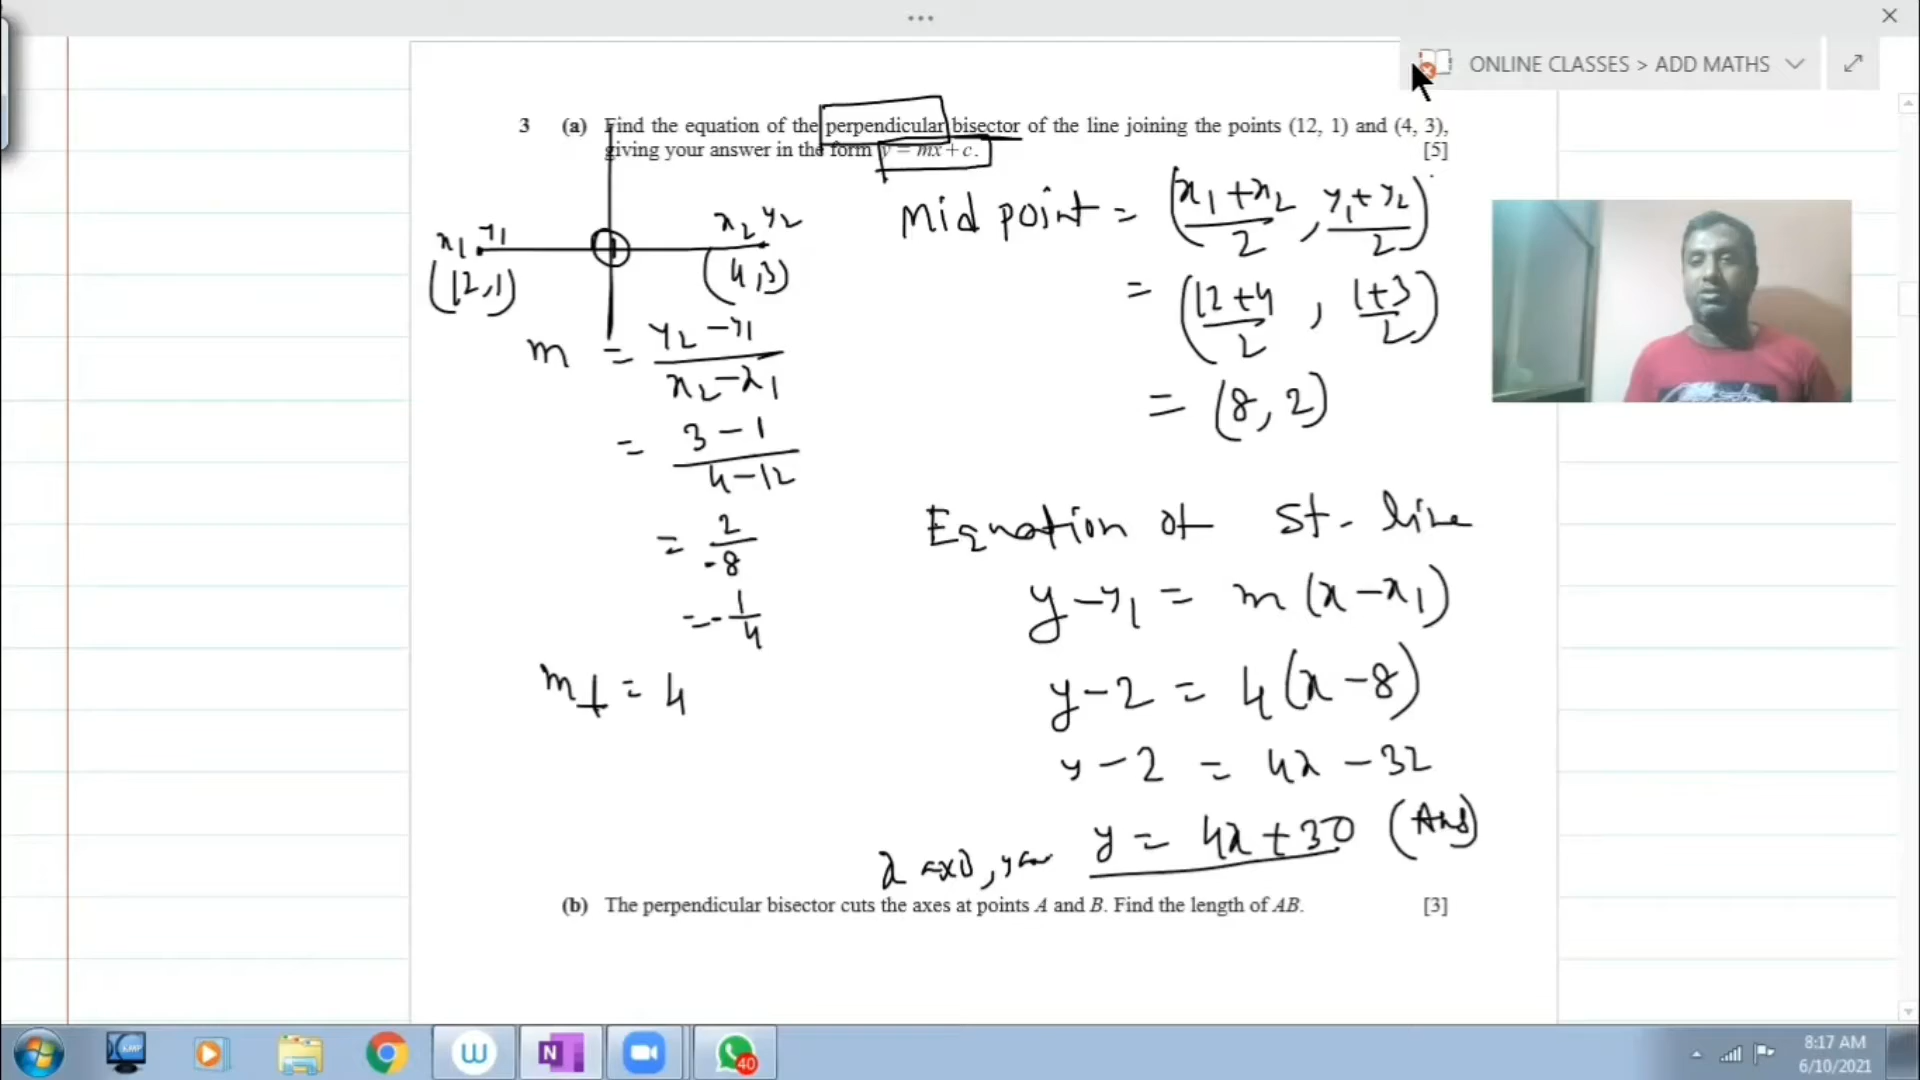 ONLINE CLASSES > ADD MATHS
3 (a) Find the equation of the perpendicular bisector of the line joining the points (12, 1) and (4, 3),
giving your answer in the form y = mx + c. [5]
x1 y1
x2 y2
(12,1)
(4,3)
m = y2 - y1 / x2 - x1
= 3 - 1 / 4 - 12
= 2 / -8
= - 1/4
m⊥ = 4
Mid point = (x1 + x2 / 2 , y1 + y2 / 2)
= (12 + 4 / 2 , 1 + 3 / 2)
= (8, 2)
Equation of st. line
y - y1 = m (x - x1)
y - 2 = 4 (x - 8)
y - 2 = 4x - 32
y = 4x + 30 (Ans)
(b) The perpendicular bisector cuts the axes at points A and B. Find the length of AB. [3]
W
N
40
8:17 AM
6/10/2021